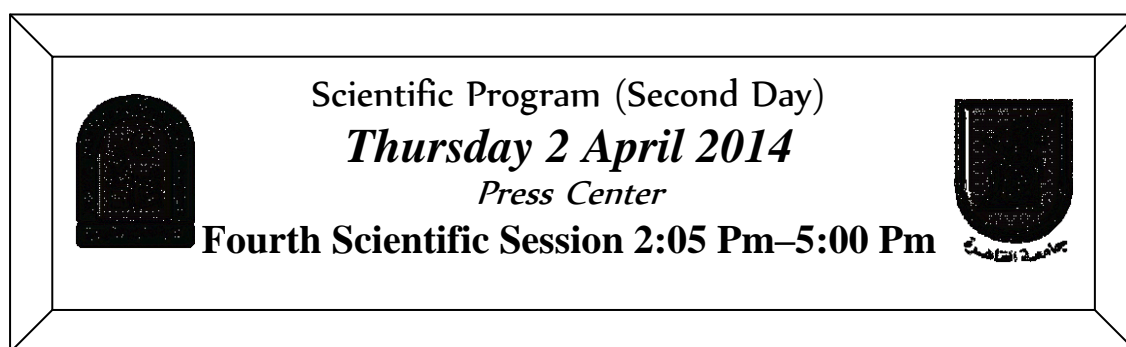 Scientific Program (Second Day)
Thursday 2 April 2014
Press Center
Fourth Scientific Session 2:05 Pm–5:00 Pm